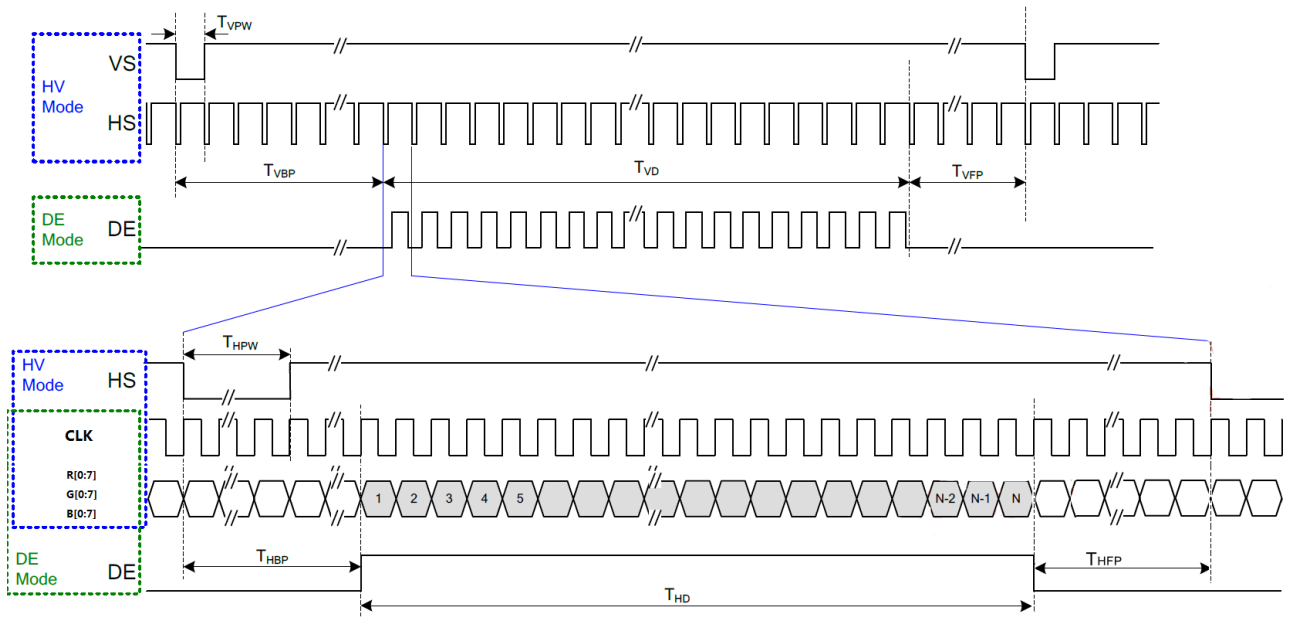 TVPW
VS
HV
Mode
HS
TVBP
TVD
TVFP
DE
Mode
DE
THPW
HV
Mode
HS
CLK
R[0:7]
G[0:7]
B[0:7]
1 2 3 4 5 N-2 N-1 N
DE
Mode
DE
THBP
THFP
THD